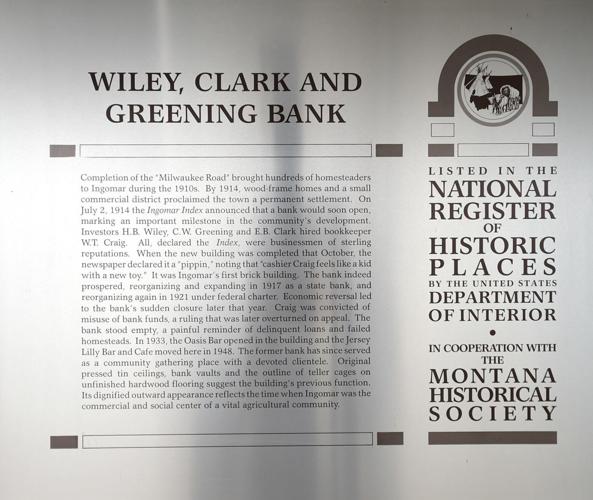 WILEY, CLARK AND
GREENING BANK
Completion of the "Milwaukee Road" brought hundreds of homesteaders
to Ingomar during the 1910s. By 1914, wood-frame homes and a small
commercial district proclaimed the town a permanent settlement. On
July 2, 1914 the Ingomar Index announced that a bank would soon open,
marking an important milestone in the community's development.
Investors H.B. Wiley, C.W. Greening and E.B. Clark hired bookkeeper
W.T. Craig. All, declared the Index, were businessmen of sterling
reputations. When the new building was completed that October, the
newspaper declared it a "pippin," noting that "cashier Craig feels like a kid
with a new toy." It was Ingomar's first brick building. The bank indeed
prospered, reorganizing and expanding in 1917 as a state bank, and
reorganizing again in 1921 under federal charter. Economic reversal led
to the bank's sudden closure later that year. Craig was convicted of
misuse of bank funds, a ruling that was later overturned on appeal. The
bank stood empty, a painful reminder of delinquent loans and failed
homesteads. In 1933, the Oasis Bar opened in the building and the Jersey
Lilly Bar and Cafe moved here in 1948. The former bank has since served
as a community gathering place with a devoted clientele. Original
pressed tin ceilings, bank vaults and the outline of teller cages on
unfinished hardwood flooring suggest the building's previous function.
Its dignified outward appearance reflects the time when Ingomar was the
commercial and social center of a vital agricultural community.
LISTED IN THE
NATIONAL
REGISTER
OF
HISTORIC
PLACES
BY THE UNITED STATES
DEPARTMENT
OF INTERIOR
•
IN COOPERATION WITH
THE
MONTANA
HISTORICAL
SOCIETY